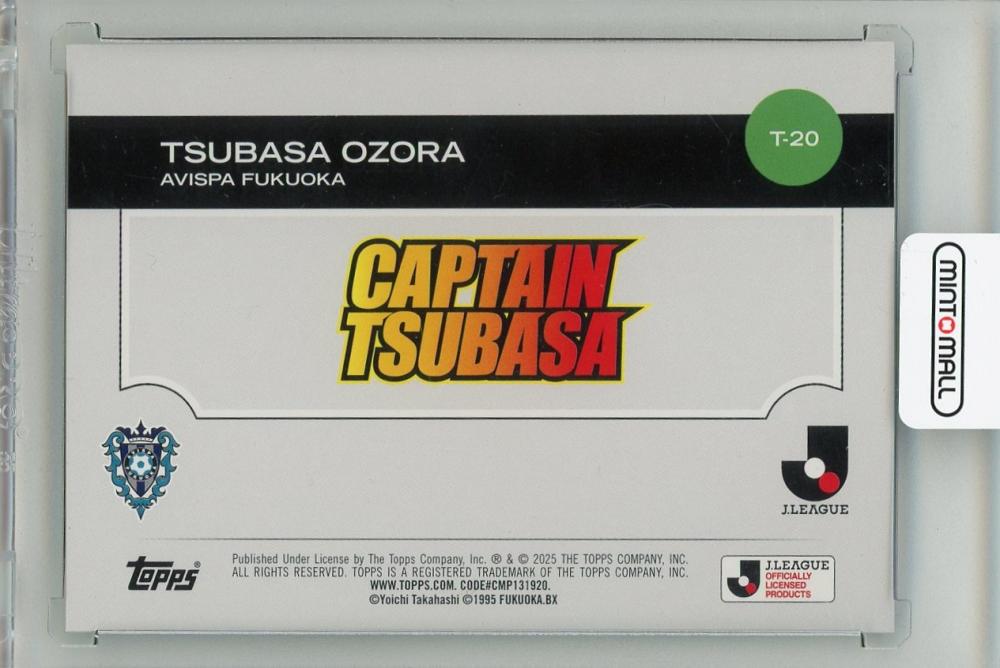 T-20
TSUBASA OZORA
AVISPA FUKUOKA
CAPTAIN
TSUBASA
MINT MALL
J.LEAGUE
topps®
Published Under License by The Topps Company, Inc. ® & © 2025 THE TOPPS COMPANY, INC.
ALL RIGHTS RESERVED. TOPPS IS A REGISTERED TRADEMARK OF THE TOPPS COMPANY, INC.
WWW.TOPPS.COM. CODE#CMP131920.
©Yoichi Takahashi ©1995 FUKUOKA.BX
J.LEAGUE
OFFICIALLY
LICENSED
PRODUCTS